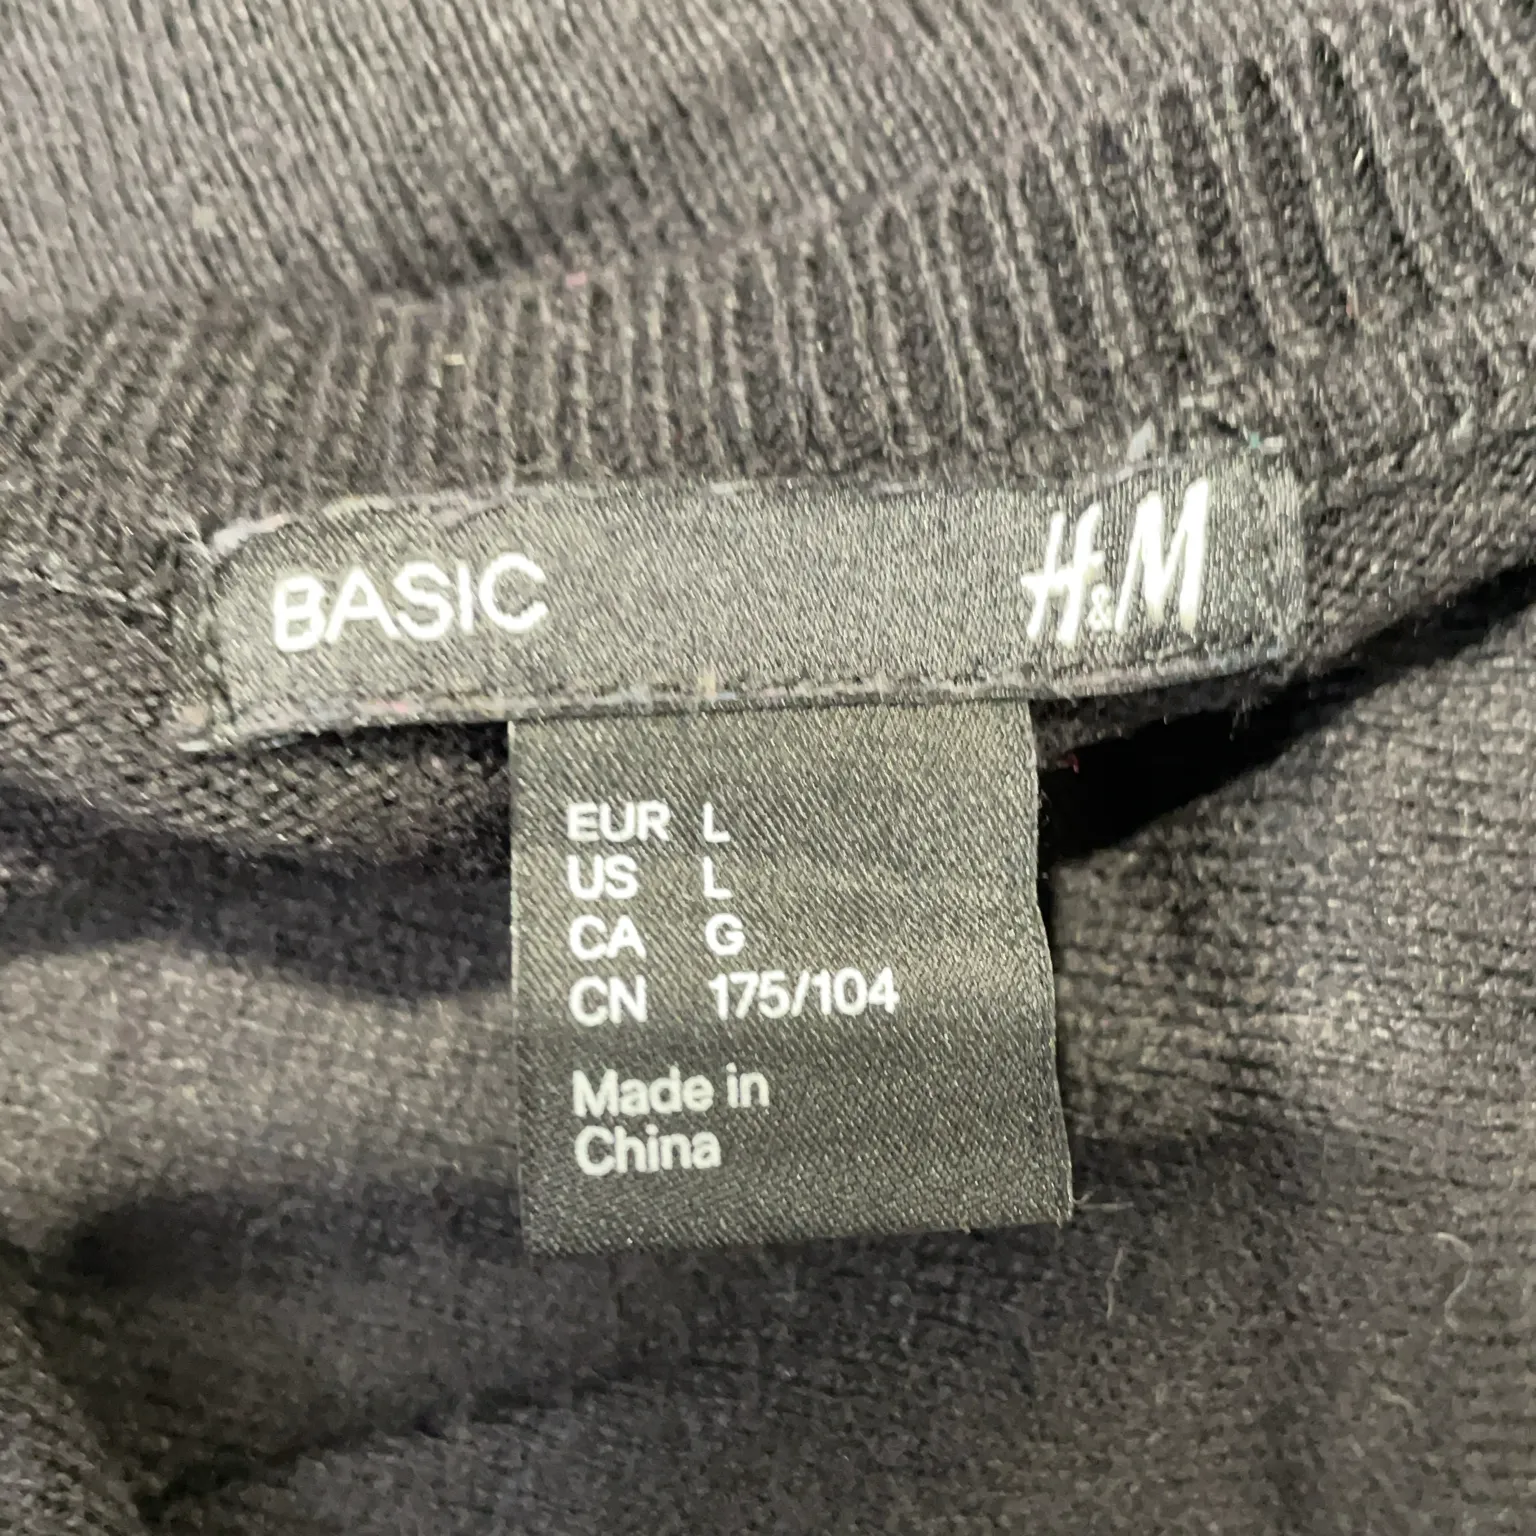 BASIC H&M
EUR L
US L
CA G
CN 175/104
Made in
China